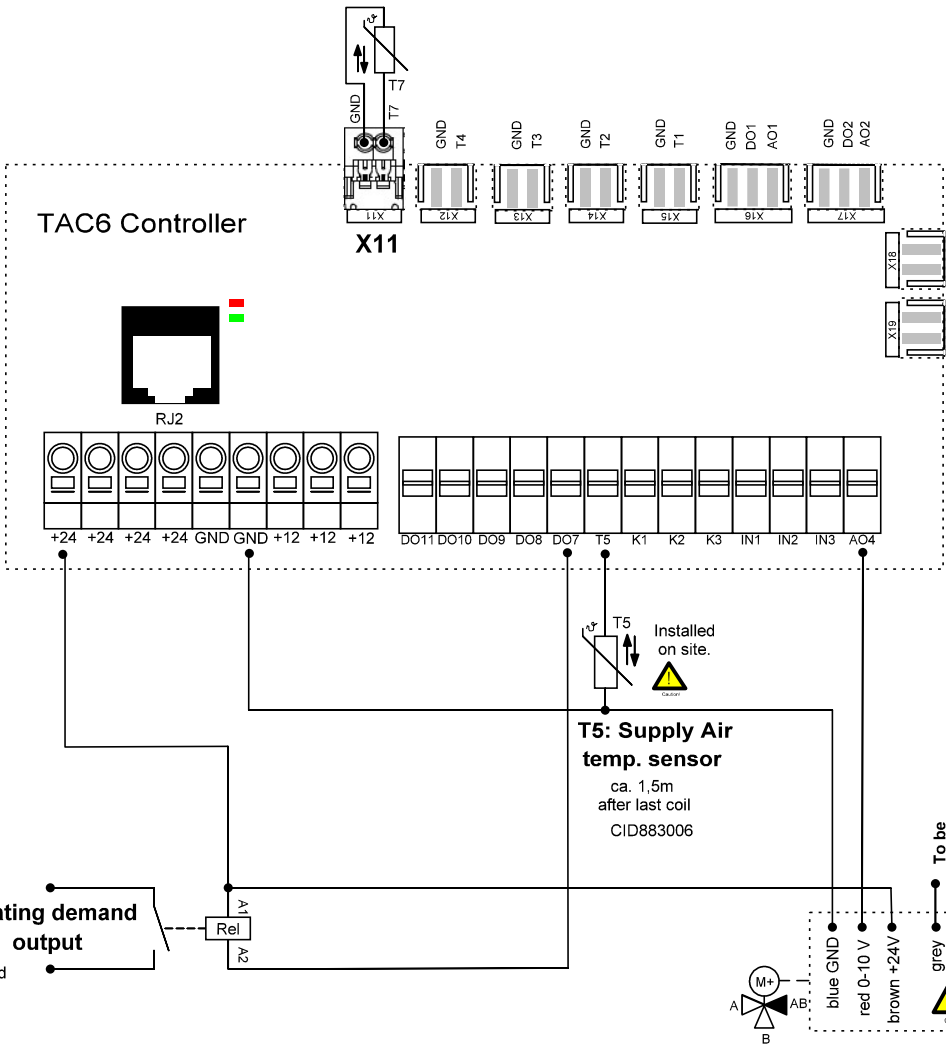 T7
GND
T7
GND
T4
GND
T3
GND
T2
GND
T1
GND
DO1
AO1
GND
DO2
AO2
TAC6 Controller
X11
X12
X13
X14
X15
X16
X17
X11
X18
X19
RJ2
+24 +24 +24 +24 GND GND +12 +12 +12
DO11 DO10 DO9 DO8 DO7 T5 K1 K2 K3 IN1 IN2 IN3 AO4
T5
Installed
on site.
Caution!
T5: Supply Air
temp. sensor
ca. 1,5m
after last coil
CID883006
To be
ating demand
output
d
A1
Rel
A2
M+
A
AB
B
blue GND
red 0-10 V
brown +24V
grey